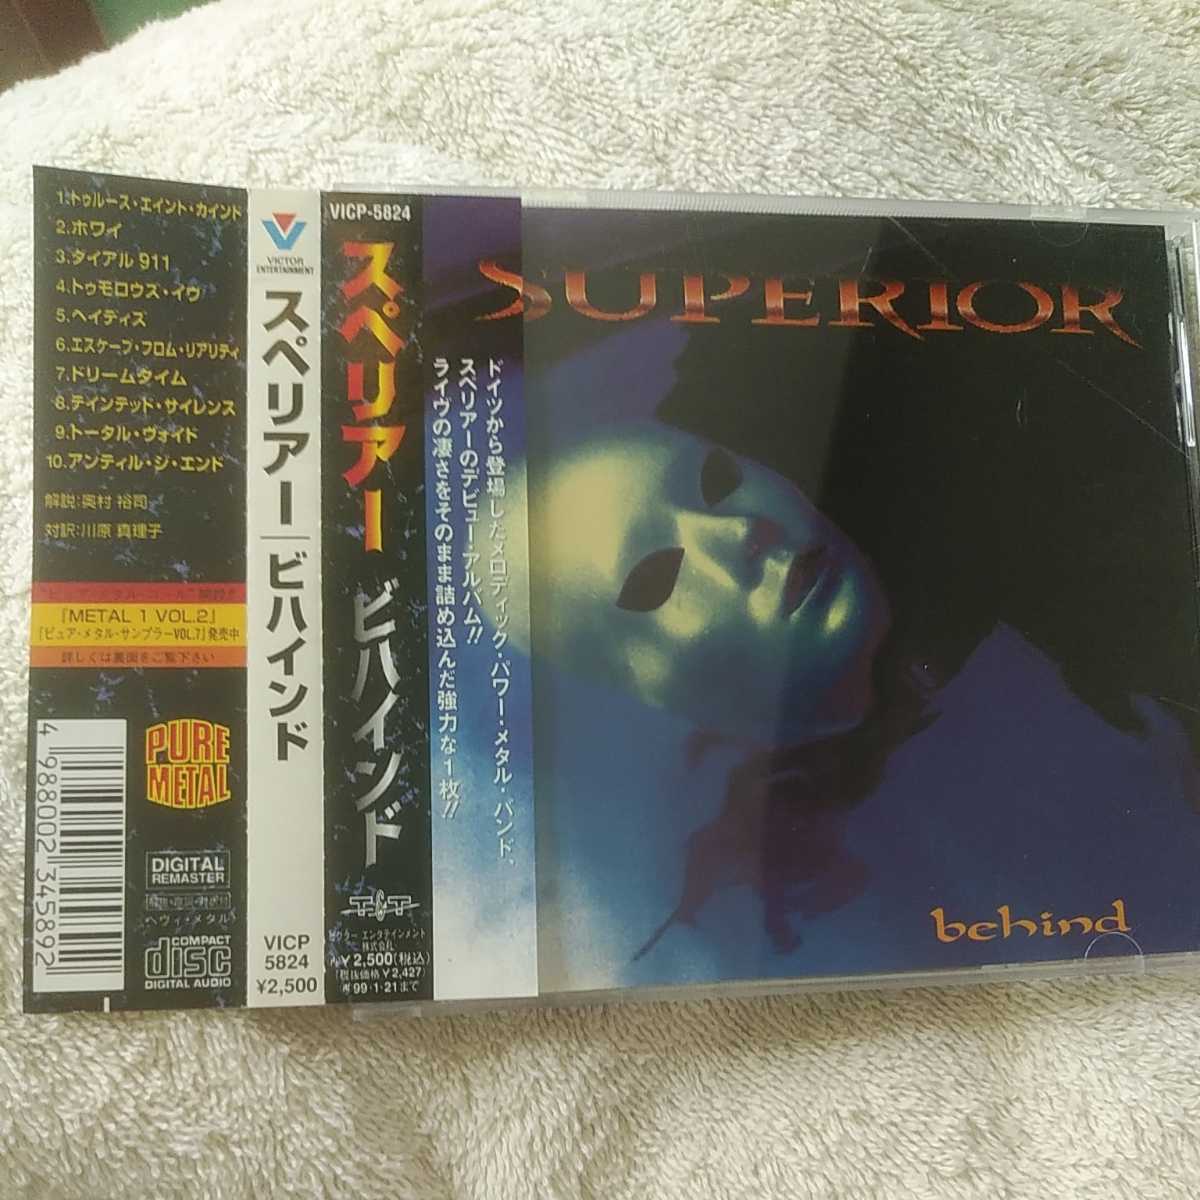 1.トゥルース・エイント・カインド
2.ホワイ
3.ダイアル 911
4.トゥモロウズ・イヴ
5.ヘイデイズ
6.エスケープ・フロム・リアリティ
7.ドリームタイム
8.テインテッド・サイレンス
9.トータル・ヴォイド
10.アンティル・ジ・エンド
解説:奥村 裕司
対訳:川原 真理子
『METAL 1 VOL.2』
『ピュア・メタル・サンプラーVOL.7』発売中
詳しくは裏面をご覧下さい
4 988002 345892
PURE
METAL
DIGITAL
REMASTER
ヘヴィ・メタル
COMPACT
disc
DIGITAL AUDIO
VICTOR
ENTERTAINMENT
スペリアー|ビハインド
VICP
5824
¥2,500
VICP-5824
スペリアー
ビハインド
T&T
ビクター エンタテインメント
株式会社
¥2,500(税込)
(税抜価格 ¥2,427)
99・1・21まで
ドイツから登場したメロディック・パワー・メタル・バンド、
スペリアーのデビュー・アルバム!!
ライヴの凄さをそのまま詰め込んだ強力な1枚!!
SUPERIOR
behind